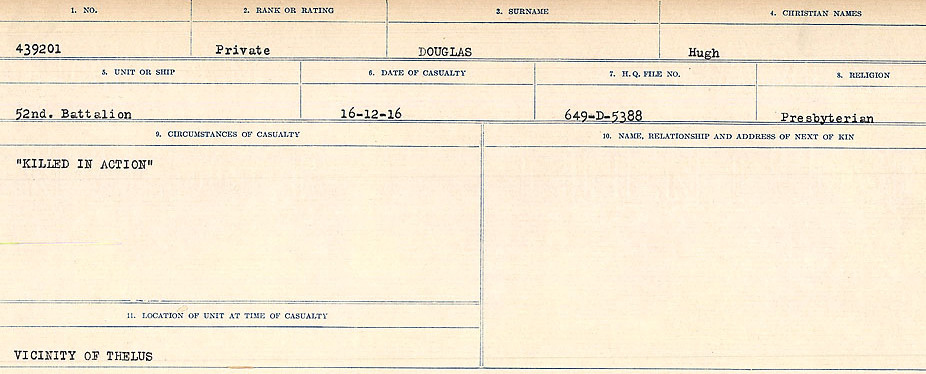 1. NO. 2. RANK OR RATING 3. SURNAME 4. CHRISTIAN NAMES
439201 Private DOUGLAS Hugh
5. UNIT OR SHIP 6. DATE OF CASUALTY 7. H.Q. FILE NO. 8. RELIGION
52nd. Battalion 16-12-16 649-D-5388 Presbyterian
9. CIRCUMSTANCES OF CASUALTY 10. NAME, RELATIONSHIP AND ADDRESS OF NEXT OF KIN
"KILLED IN ACTION"
11. LOCATION OF UNIT AT TIME OF CASUALTY
VICINITY OF THELUS